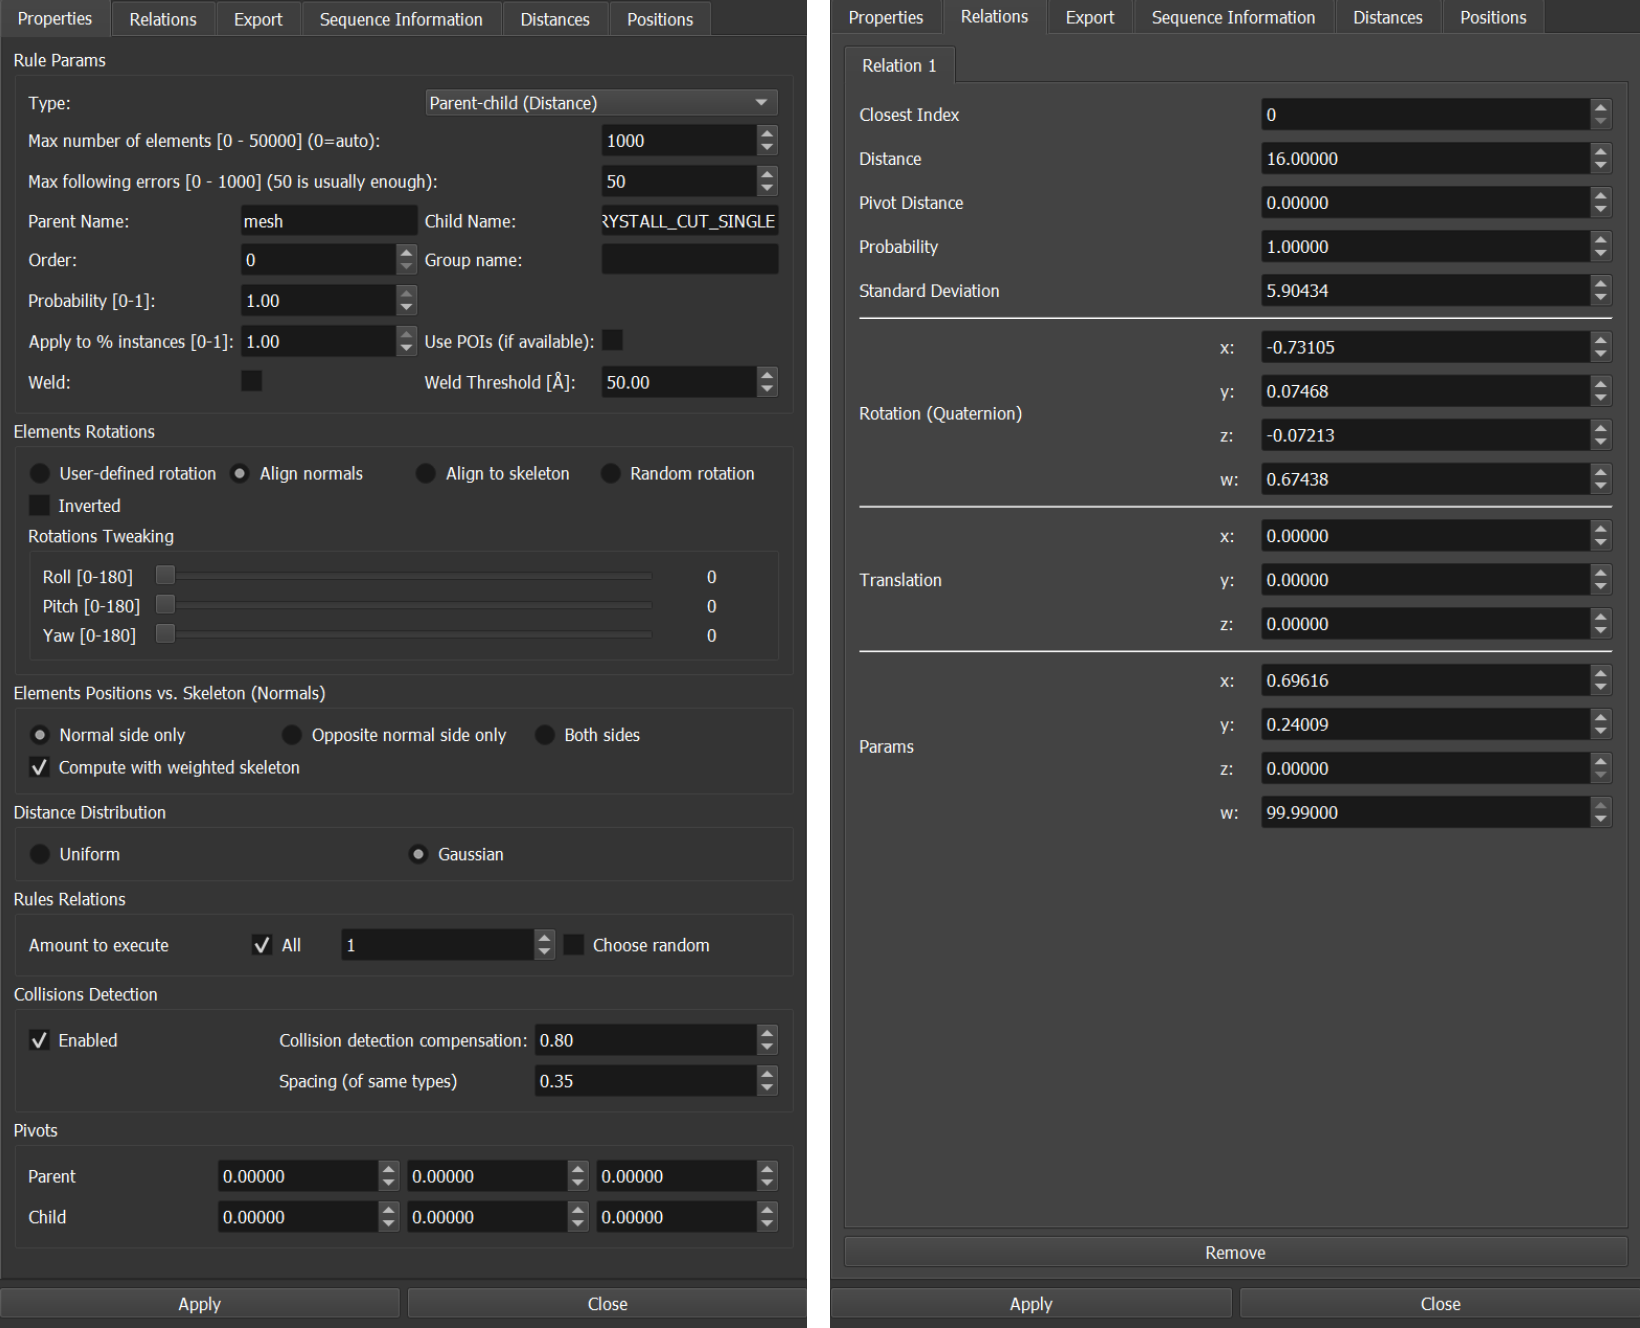 Properties Relations Export Sequence Information Distances Positions
Rule Params
Type: Parent-child (Distance)
Max number of elements [0 - 50000] (0=auto): 1000
Max following errors [0 - 1000] (50 is usually enough): 50
Parent Name: mesh Child Name: RYSTALL_CUT_SINGLE
Order: 0 Group name:
Probability [0-1]: 1.00
Apply to % instances [0-1]: 1.00 Use POIs (if available):
Weld: Weld Threshold [Å]: 50.00
Elements Rotations
User-defined rotation Align normals Align to skeleton Random rotation
Inverted
Rotations Tweaking
Roll [0-180] 0
Pitch [0-180] 0
Yaw [0-180] 0
Elements Positions vs. Skeleton (Normals)
Normal side only Opposite normal side only Both sides
Compute with weighted skeleton
Distance Distribution
Uniform Gaussian
Rules Relations
Amount to execute All 1 Choose random
Collisions Detection
Enabled Collision detection compensation: 0.80
Spacing (of same types) 0.35
Pivots
Parent 0.00000 0.00000 0.00000
Child 0.00000 0.00000 0.00000
Apply Close
Properties Relations Export Sequence Information Distances Positions
Relation 1
Closest Index 0
Distance 16.00000
Pivot Distance 0.00000
Probability 1.00000
Standard Deviation 5.90434
x: -0.73105
y: 0.07468
Rotation (Quaternion)
z: -0.07213
w: 0.67438
x: 0.00000
Translation y: 0.00000
z: 0.00000
x: 0.69616
y: 0.24009
Params
z: 0.00000
w: 99.99000
Remove
Apply Close